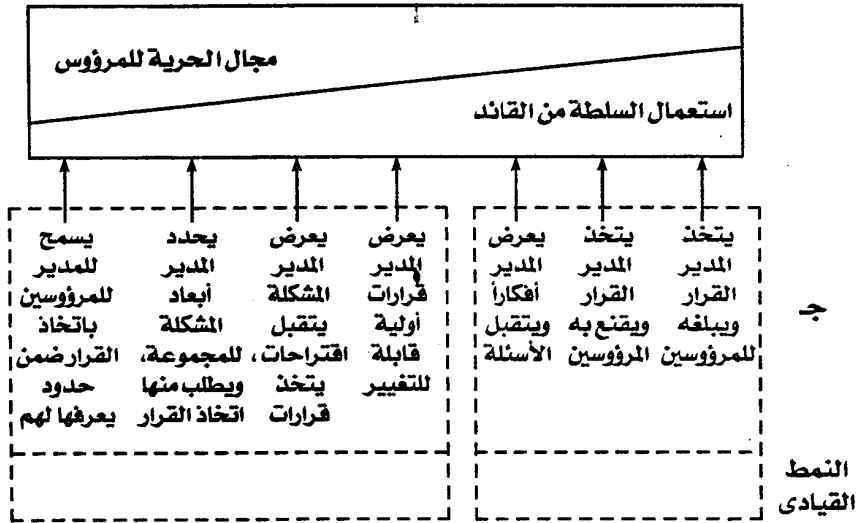 مجال الحرية للمرؤوس
استعمال السلطة من القائد
يتخذ
المدير
القرار
ويبلغه
للمرؤوسين
يتخذ
المدير
القرار
ويقنع به
المرؤوسين
يعرض
المدير
أفكاراً
ويتقبل
الأسئلة
يعرض
المدير
قرارات
أولية
قابلة
للتغيير
يعرض
المدير
المشكلة
يتقبل
اقتراحات،
يتخذ
قرارات
يحدد
المدير
أبعاد
المشكلة
للمجموعة،
ويطلب منها
اتخاذ القرار
يسمح
للمدير
للمرؤوسين
باتخاذ
القرار ضمن
حدود
يعرفها لهم
جـ
النمط
القيادى